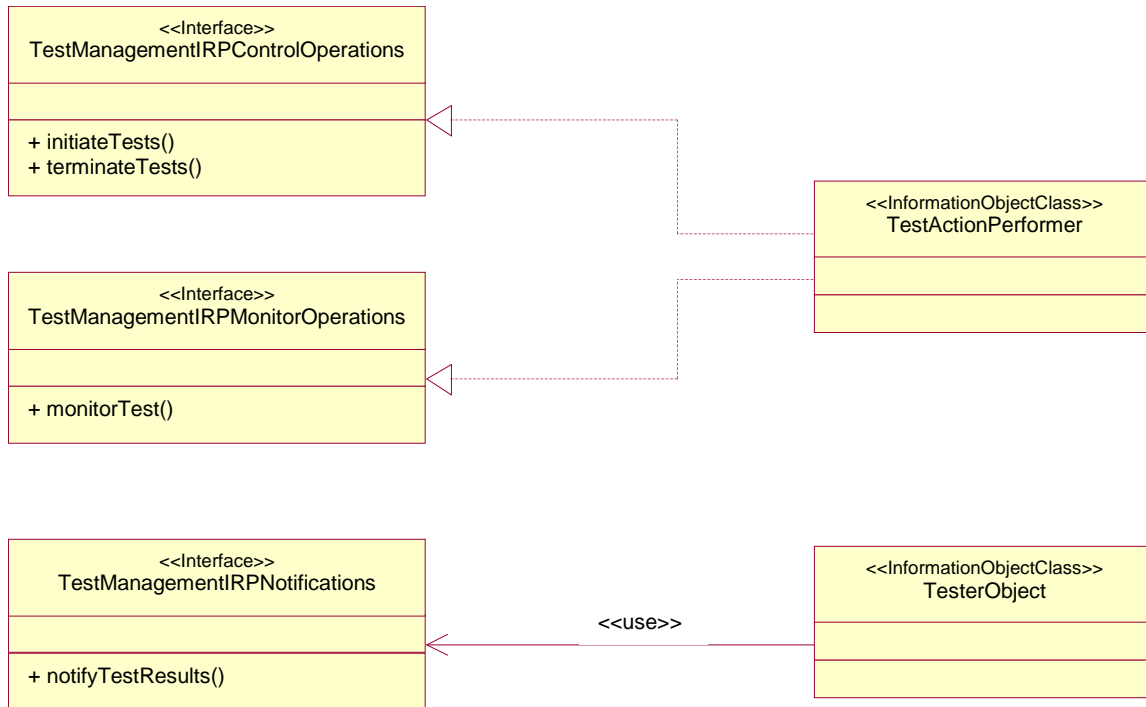 <<Interface>>
TestManagementIRPControlOperations
+ initiateTests()
+ terminateTests()
<<InformationObjectClass>>
TestActionPerformer
<<Interface>>
TestManagementIRPMonitorOperations
+ monitorTest()
<<Interface>>
TestManagementIRPNotifications
+ notifyTestResults()
<<use>>
<<InformationObjectClass>>
TesterObject